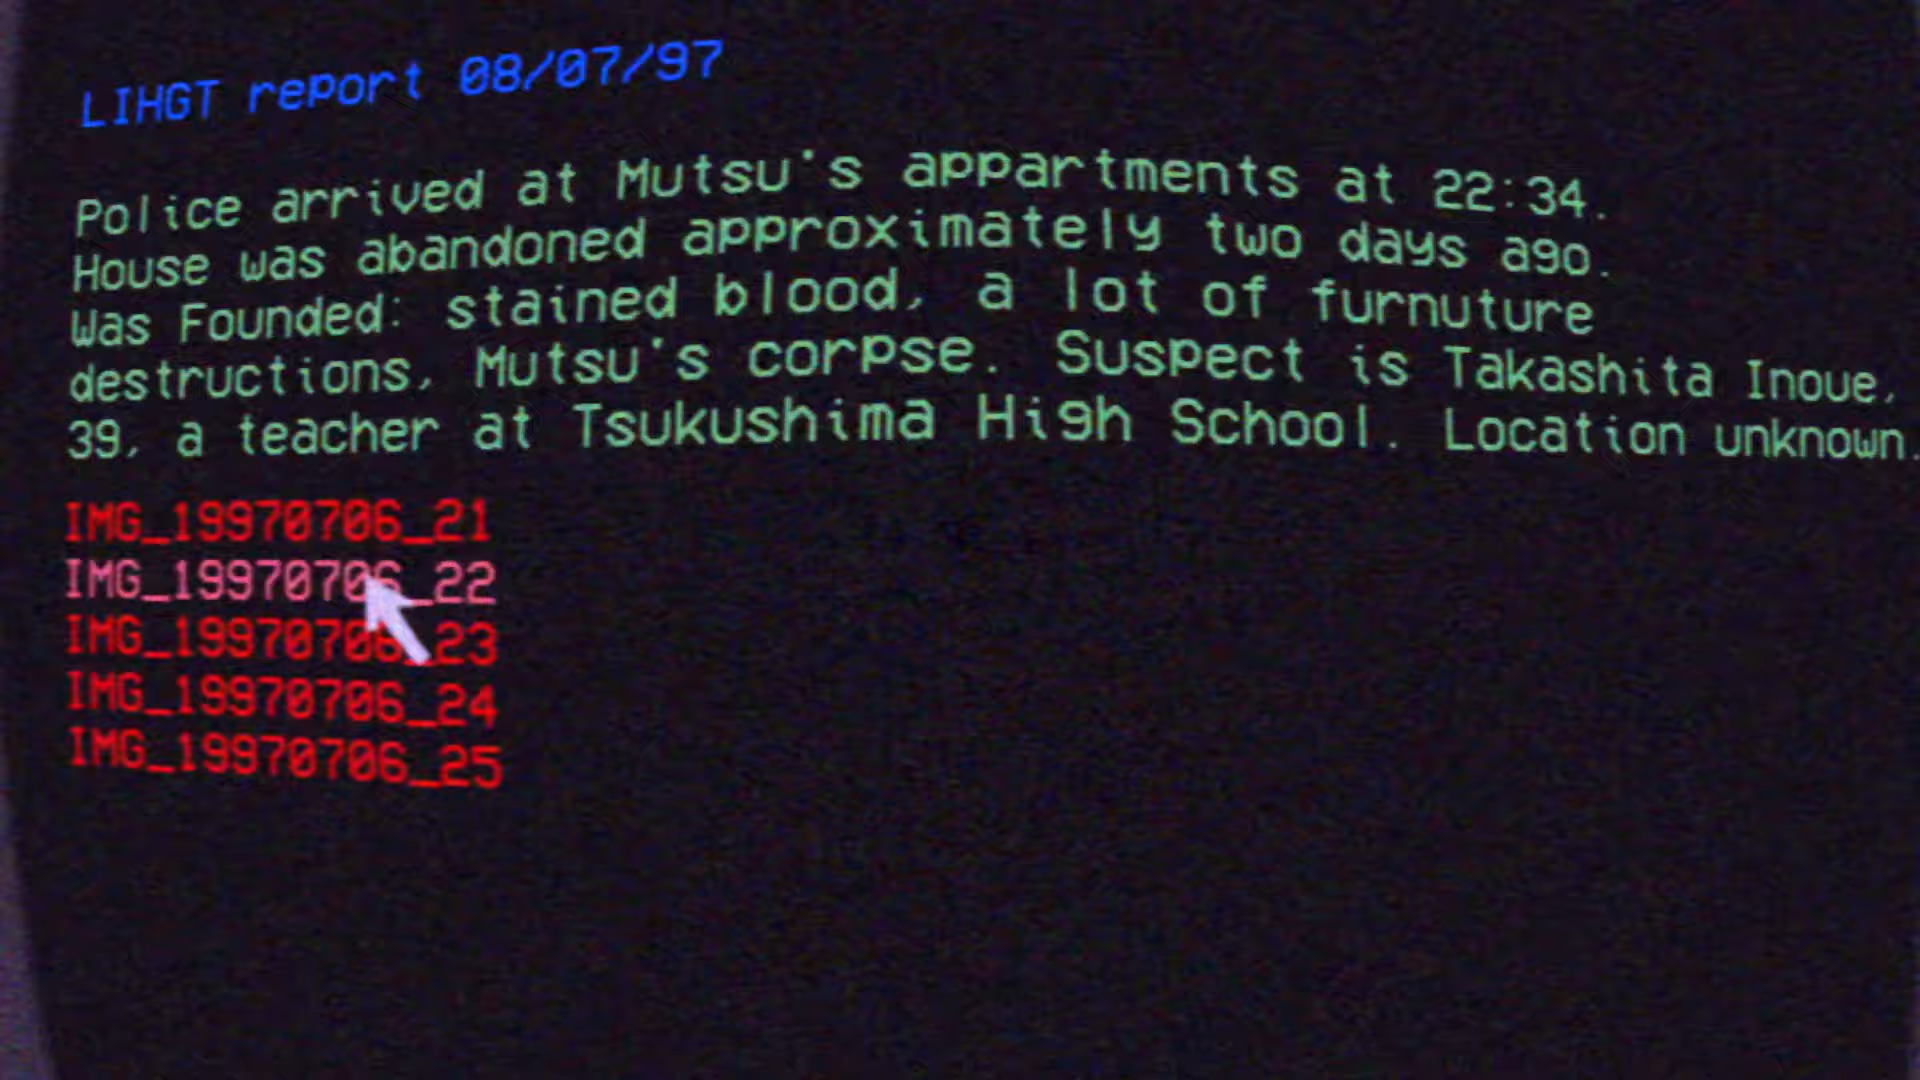 LIHGT report 08/07/97
Police arrived at Mutsu's appartments at 22:34.
House was abandoned approximately two days ago.
Was Founded: stained blood, a lot of furnuture
destructions, Mutsu's corpse. Suspect is Takashita Inoue,
39, a teacher at Tsukushima High School. Location unknown.
IMG_19970706_21
IMG_19970706_22
IMG_19970706_23
IMG_19970706_24
IMG_19970706_25